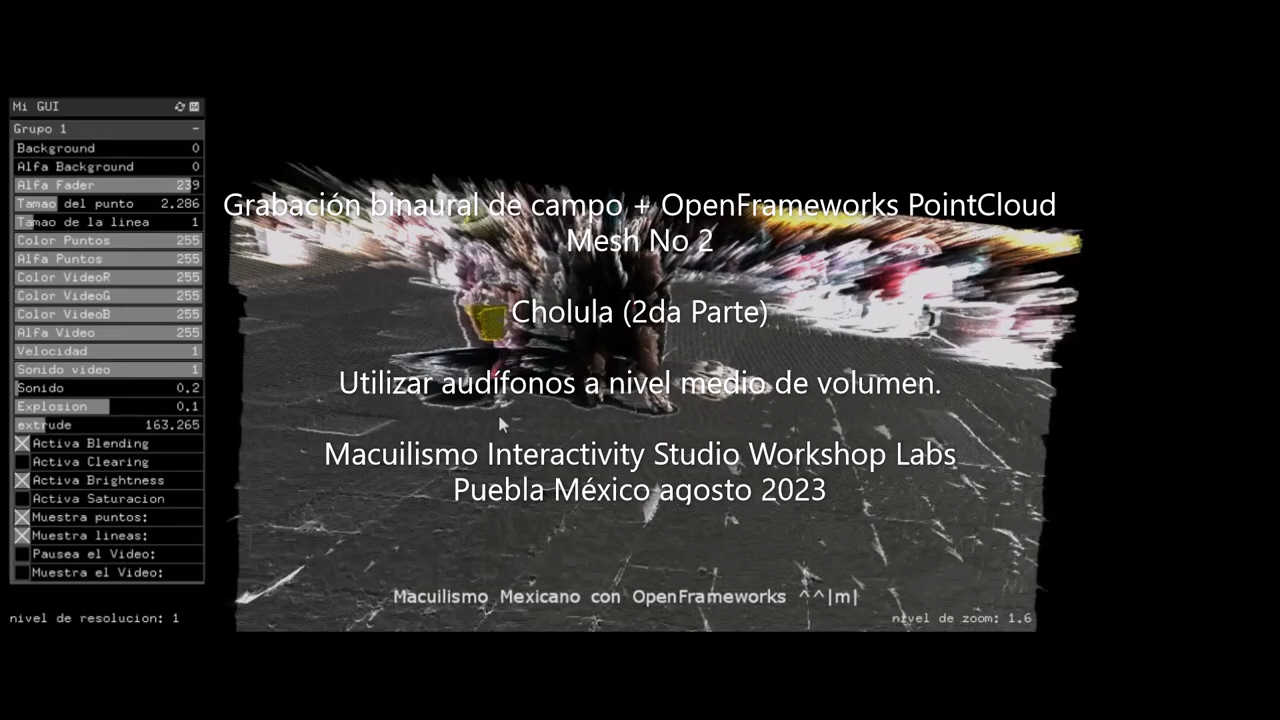 Mi GUI
Grupo 1 -
Background 0
Alfa Background 0
Alfa Fader 239
Tamao del punto 2.286
Tamao de la linea 1
Color Puntos 255
Alfa Puntos 255
Color VideoR 255
Color VideoG 255
Color VideoB 255
Alfa Video 255
Velocidad 1
Sonido video 1
Sonido 0.2
Explosion 0.1
extrude 163.265
Activa Blending
Activa Clearing
Activa Brightness
Activa Saturacion
Muestra puntos:
Muestra lineas:
Pausea el Video:
Muestra el Video:
nivel de resolucion: 1
Grabación binaural de campo + OpenFrameworks PointCloud
Mesh No 2
Cholula (2da Parte)
Utilizar audífonos a nivel medio de volumen.
Macuilismo Interactivity Studio Workshop Labs
Puebla México agosto 2023
Macuilismo Mexicano con OpenFrameworks ^^|m|
nivel de zoom: 1.6